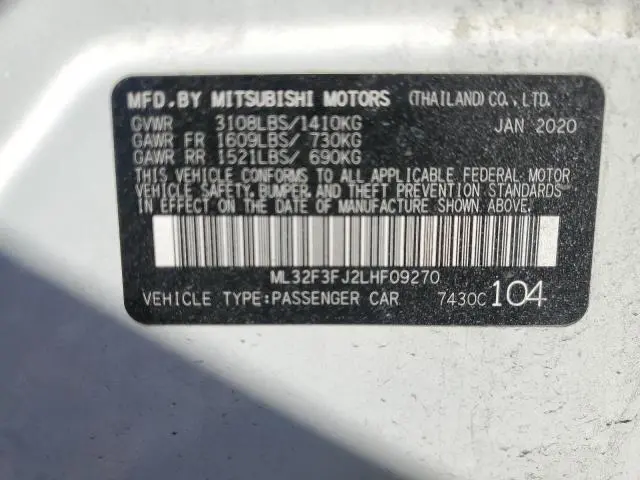 MFD.BY MITSUBISHI MOTORS (THAILAND)CO.,LTD.
GVWR 3108LBS/1410KG JAN 2020
GAWR FR 1609LBS/ 730KG
GAWR RR 1521LBS/ 690KG
THIS VEHICLE CONFORMS TO ALL APPLICABLE FEDERAL MOTOR
VEHICLE SAFETY,BUMPER,AND THEFT PREVENTION STANDARDS
IN EFFECT ON THE DATE OF MANUFACTURE SHOWN ABOVE.
ML32F3FJ2LHF09270
VEHICLE TYPE:PASSENGER CAR 7430C 104